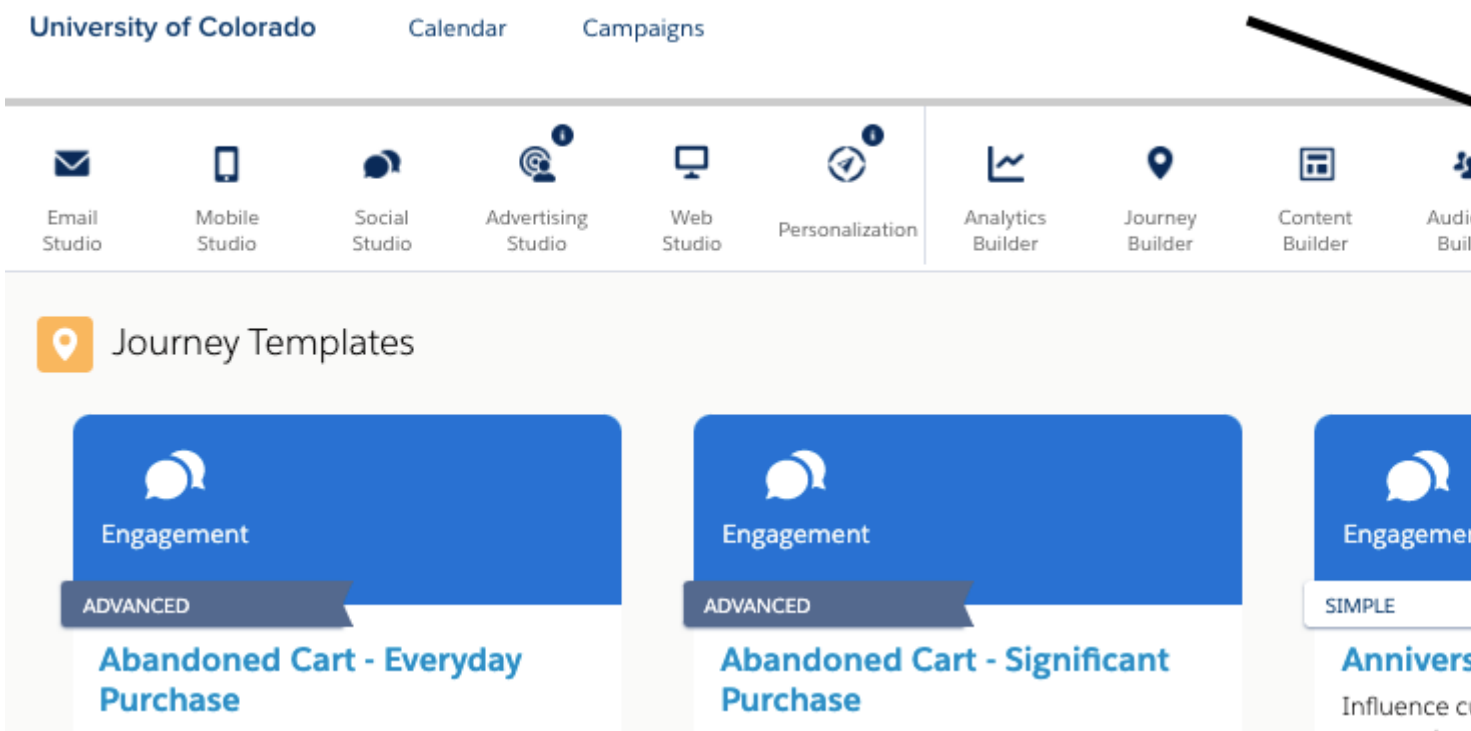 University of Colorado Calendar Campaigns
Email Studio
Mobile Studio
Social Studio
Advertising Studio
Web Studio
Personalization
Analytics Builder
Journey Builder
Content Builder
Journey Templates
Engagement
ADVANCED
Abandoned Cart - Everyday
Purchase
Engagement
ADVANCED
Abandoned Cart - Significant
Purchase
SIMPLE
Influence